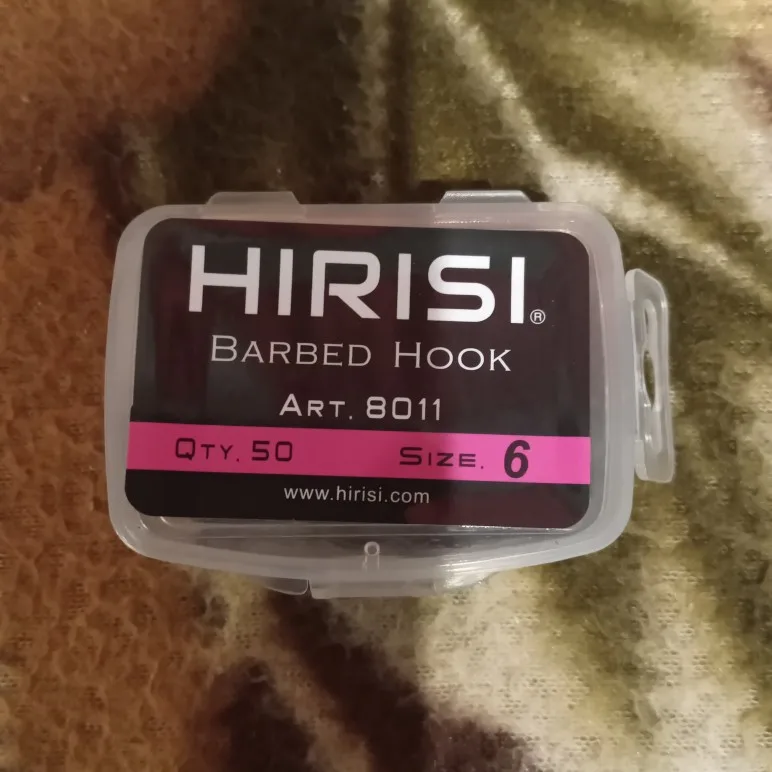 HIRISI®
BARBED HOOK
ART. 8011
QTY. 50 SIZE. 6
www.hirisi.com